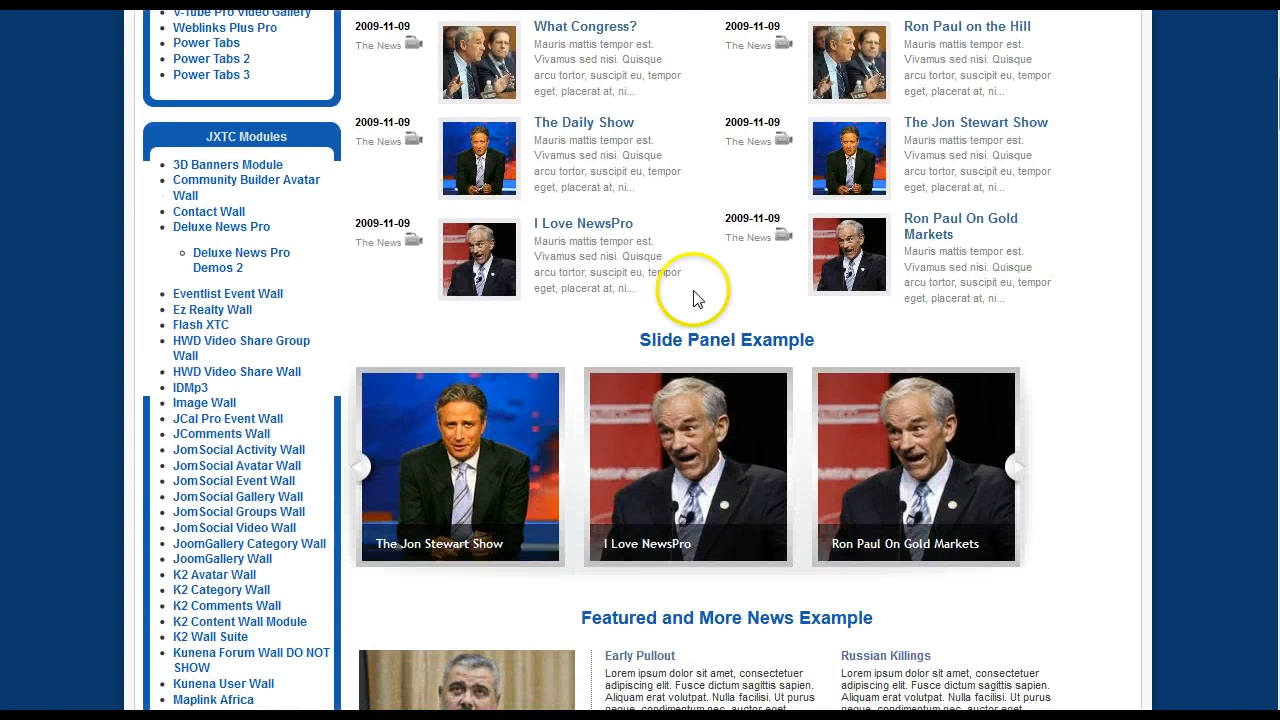 V-Tube Pro Video Gallery
Weblinks Plus Pro
Power Tabs
Power Tabs 2
Power Tabs 3
JXTC Modules
3D Banners Module
Community Builder Avatar
Wall
Contact Wall
Deluxe News Pro
Deluxe News Pro
Demos 2
Eventlist Event Wall
Ez Realty Wall
Flash XTC
HWD Video Share Group
Wall
HWD Video Share Wall
IDMp3
Image Wall
JCal Pro Event Wall
JComments Wall
JomSocial Activity Wall
JomSocial Avatar Wall
JomSocial Event Wall
JomSocial Gallery Wall
JomSocial Groups Wall
JomSocial Video Wall
JoomGallery Category Wall
JoomGallery Wall
K2 Avatar Wall
K2 Category Wall
K2 Comments Wall
K2 Content Wall Module
K2 Wall Suite
Kunena Forum Wall DO NOT
SHOW
Kunena User Wall
Maplink Africa
2009-11-09
The News
What Congress?
Mauris mattis tempor est.
Vivamus sed nisi. Quisque
arcu tortor, suscipit eu, tempor
eget, placerat at, ni...
2009-11-09
The News
Ron Paul on the Hill
Mauris mattis tempor est.
Vivamus sed nisi. Quisque
arcu tortor, suscipit eu, tempor
eget, placerat at, ni...
2009-11-09
The News
The Daily Show
Mauris mattis tempor est.
Vivamus sed nisi. Quisque
arcu tortor, suscipit eu, tempor
eget, placerat at, ni...
2009-11-09
The News
The Jon Stewart Show
Mauris mattis tempor est.
Vivamus sed nisi. Quisque
arcu tortor, suscipit eu, tempor
eget, placerat at, ni...
2009-11-09
The News
I Love NewsPro
Mauris mattis tempor est.
Vivamus sed nisi. Quisque
arcu tortor, suscipit eu, tempor
eget, placerat at, ni...
2009-11-09
The News
Ron Paul On Gold
Markets
Mauris mattis tempor est.
Vivamus sed nisi. Quisque
arcu tortor, suscipit eu, tempor
eget, placerat at, ni...
Slide Panel Example
The Jon Stewart Show
I Love NewsPro
Ron Paul On Gold Markets
Featured and More News Example
Early Pullout
Lorem ipsum dolor sit amet, consectetuer
adipiscing elit. Fusce dictum sagittis sapien.
Aliquam erat volutpat. Nulla facilisi. Ut purus
neque, condimentum nec, mattis
Russian Killings
Lorem ipsum dolor sit amet, consectetuer
adipiscing elit. Fusce dictum sagittis sapien.
Aliquam erat volutpat. Nulla facilisi. Ut purus